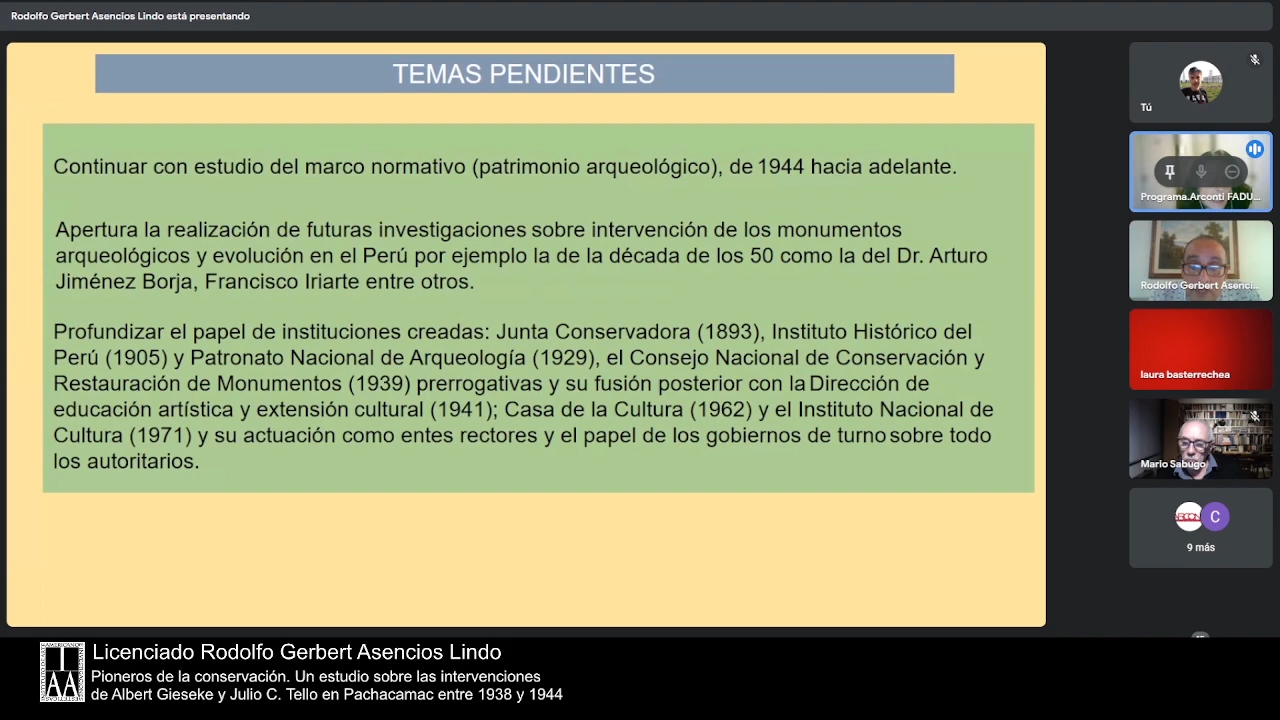 Rodolfo Gerbert Asencios Lindo está presentando
TEMAS PENDIENTES
Continuar con estudio del marco normativo (patrimonio arqueológico), de 1944 hacia adelante.
Apertura la realización de futuras investigaciones sobre intervención de los monumentos
arqueológicos y evolución en el Perú por ejemplo la de la década de los 50 como la del Dr. Arturo
Jiménez Borja, Francisco Iriarte entre otros.
Profundizar el papel de instituciones creadas: Junta Conservadora (1893), Instituto Histórico del
Perú (1905) y Patronato Nacional de Arqueología (1929), el Consejo Nacional de Conservación y
Restauración de Monumentos (1939) prerrogativas y su fusión posterior con la Dirección de
educación artística y extensión cultural (1941); Casa de la Cultura (1962) y el Instituto Nacional de
Cultura (1971) y su actuación como entes rectores y el papel de los gobiernos de turno sobre todo
los autoritarios.
Tú
Programa.Arconti FADU...
Rodolfo Gerbert Asenci...
laura basterrechea
Mario Sabugo
C
9 más
IAA
Licenciado Rodolfo Gerbert Asencios Lindo
Pioneros de la conservación. Un estudio sobre las intervenciones
de Albert Gieseke y Julio C. Tello en Pachacamac entre 1938 y 1944